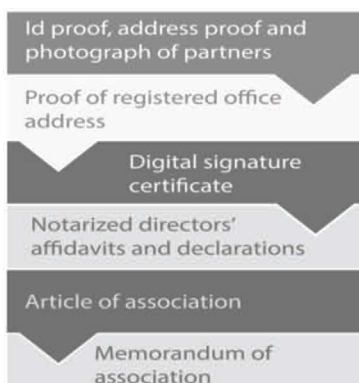 Id proof, address proof and
photograph of partners
Proof of registered office
address
Digital signature
certificate
Notarized directors’
affidavits and declarations
Article of association
Memorandum of
association